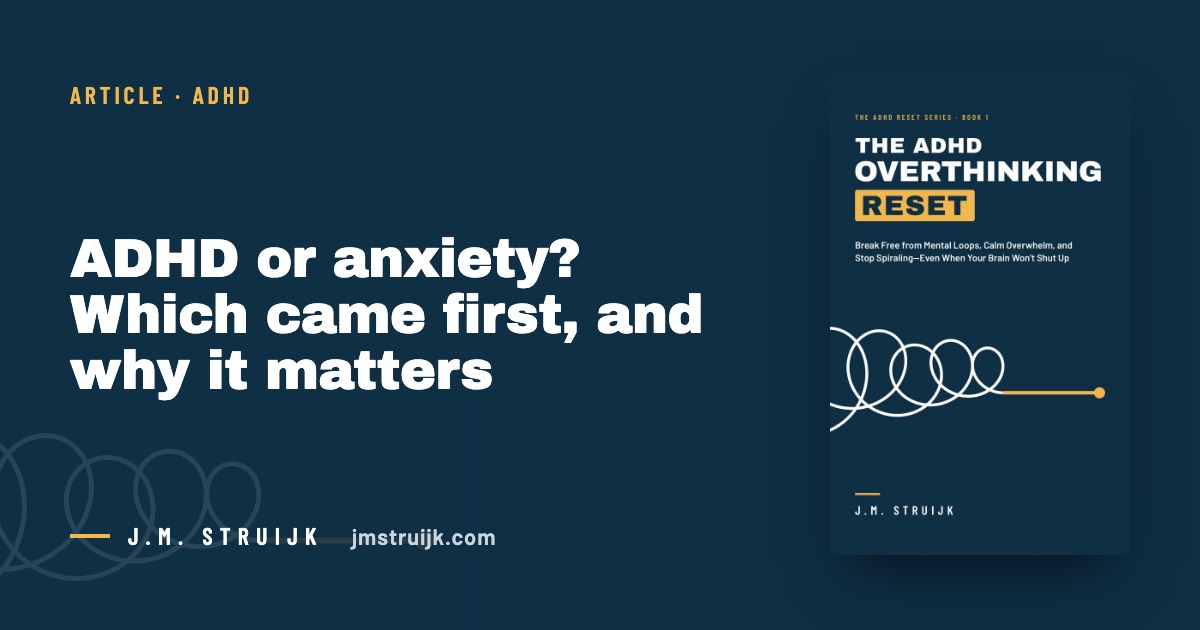 ARTICLE · ADHD
ADHD or anxiety?
Which came first, and
why it matters
J.M. STRUIJK jmstruijk.com
THE ADHD RESET SERIES · BOOK 1
THE ADHD
OVERTHINKING
RESET
Break Free from Mental Loops, Calm Overwhelm, and
Stop Spiraling—Even When Your Brain Won't Shut Up
J.M. STRUIJK